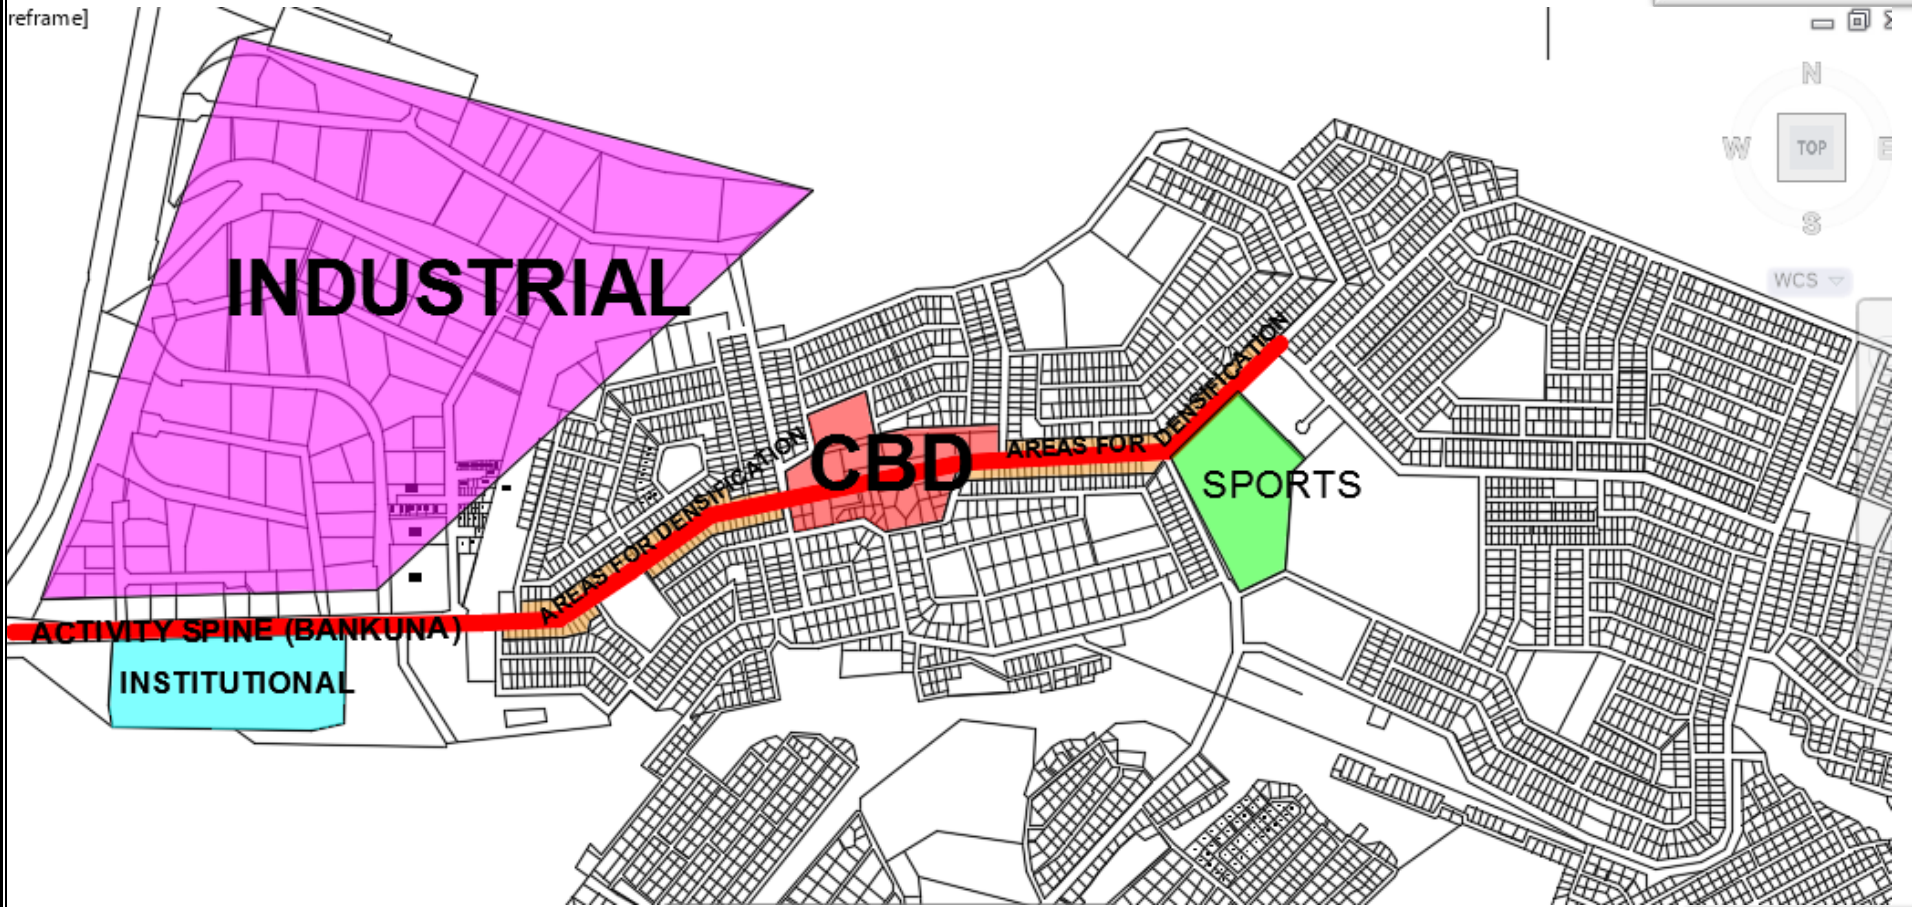 reframe]
N
W
TOP
E
S
WCS
INDUSTRIAL
AREAS FOR DENSIFICATION
CBD
AREAS FOR DENSIFICATION
SPORTS
ACTIVITY SPINE (BANKUNA)
INSTITUTIONAL